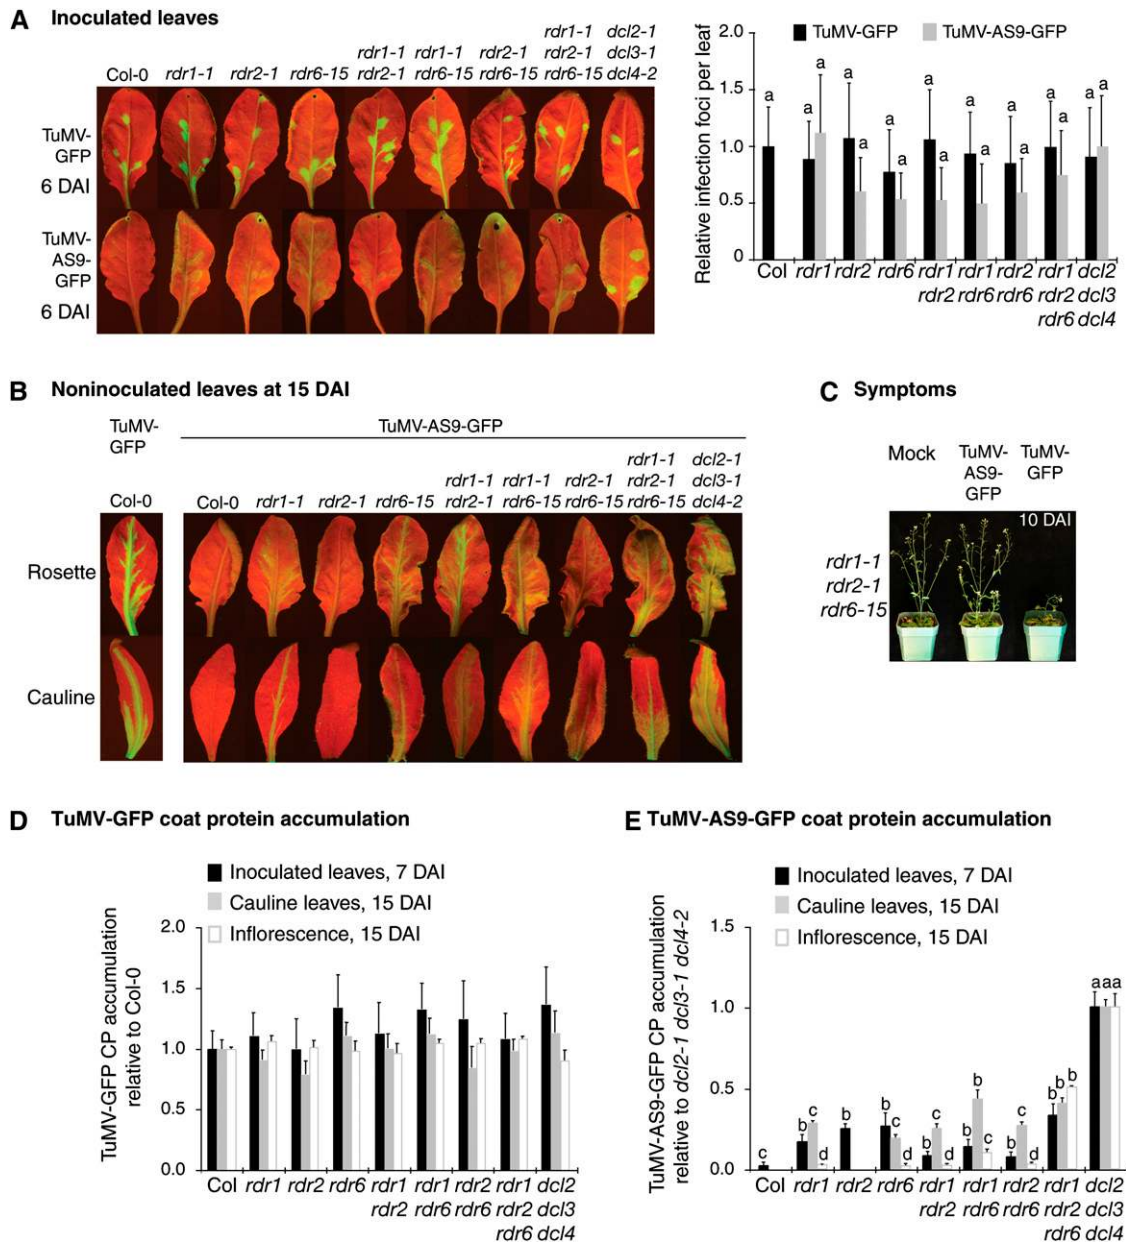 A Inoculated leaves
rdr1-1 dcl2-1
rdr1-1 rdr1-1 rdr2-1 rdr2-1 dcl3-1
Col-0 rdr1-1 rdr2-1 rdr6-15 rdr2-1 rdr6-15 rdr6-15 rdr6-15 dcl4-2
TuMV-
GFP
6 DAI
TuMV-
AS9-
GFP
6 DAI
TuMV-GFP TuMV-AS9-GFP
Relative infection foci per leaf
2.0
1.5
1.0
0.5
0
a a a a a a a a a a a a a a a a a
Col rdr1 rdr2 rdr6 rdr1 rdr1 rdr2 rdr1 dcl2
rdr2 rdr6 rdr6 rdr2 dcl3
rdr6 dcl4
B Noninoculated leaves at 15 DAI
TuMV-
GFP
TuMV-AS9-GFP
rdr1-1 dcl2-1
rdr1-1 rdr1-1 rdr2-1 rdr2-1 dcl3-1
Col-0 Col-0 rdr1-1 rdr2-1 rdr6-15 rdr2-1 rdr6-15 rdr6-15 rdr6-15 dcl4-2
Rosette
Cauline
C Symptoms
Mock TuMV-AS9-GFP TuMV-GFP
10 DAI
rdr1-1
rdr2-1
rdr6-15
D TuMV-GFP coat protein accumulation
Inoculated leaves, 7 DAI
Cauline leaves, 15 DAI
Inflorescence, 15 DAI
TuMV-GFP CP accumulation
relative to Col-0
2.0
1.5
1.0
0.5
0.0
Col rdr1 rdr2 rdr6 rdr1 rdr1 rdr2 rdr1 dcl2
rdr2 rdr6 rdr6 rdr2 dcl3
rdr6 dcl4
E TuMV-AS9-GFP coat protein accumulation
Inoculated leaves, 7 DAI
Cauline leaves, 15 DAI
Inflorescence, 15 DAI
TuMV-AS9-GFP CP accumulation
relative to dcl2-1 dcl3-1 dcl4-2
1.5
1.0
0.5
0.0
c b c d b b c d b c d b b c b c d b b b a a a
Col rdr1 rdr2 rdr6 rdr1 rdr1 rdr2 rdr1 dcl2
rdr2 rdr6 rdr6 rdr2 dcl3
rdr6 dcl4